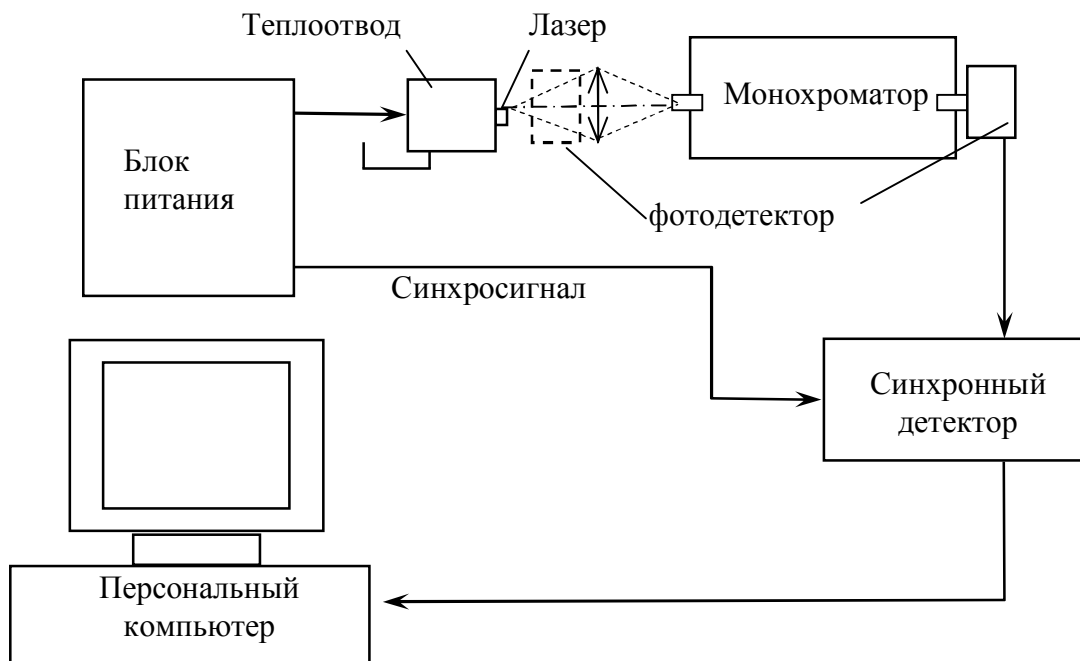 Теплоотвод
Лазер
Монохроматор
Блок
питания
фотодетектор
Синхросигнал
Синхронный
детектор
Персональный
компьютер